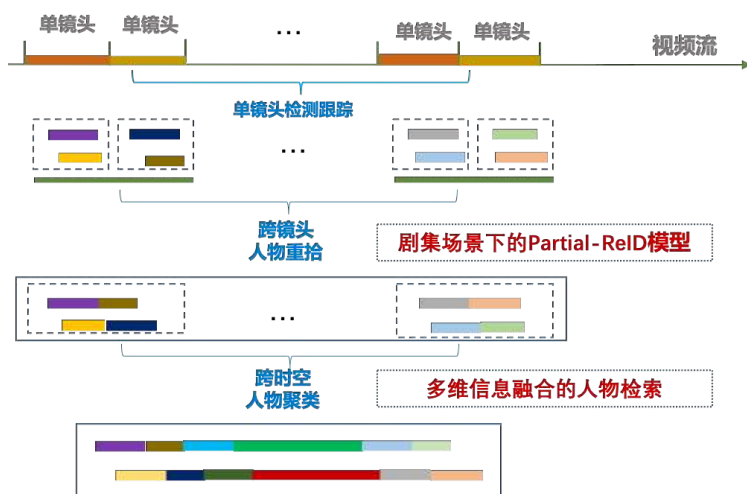 单镜头
单镜头
...
单镜头
单镜头
视频流
单镜头检测跟踪
...
跨镜头
人物重拾
剧集场景下的Partial-ReID模型
...
跨时空
人物聚类
多维信息融合的人物检索